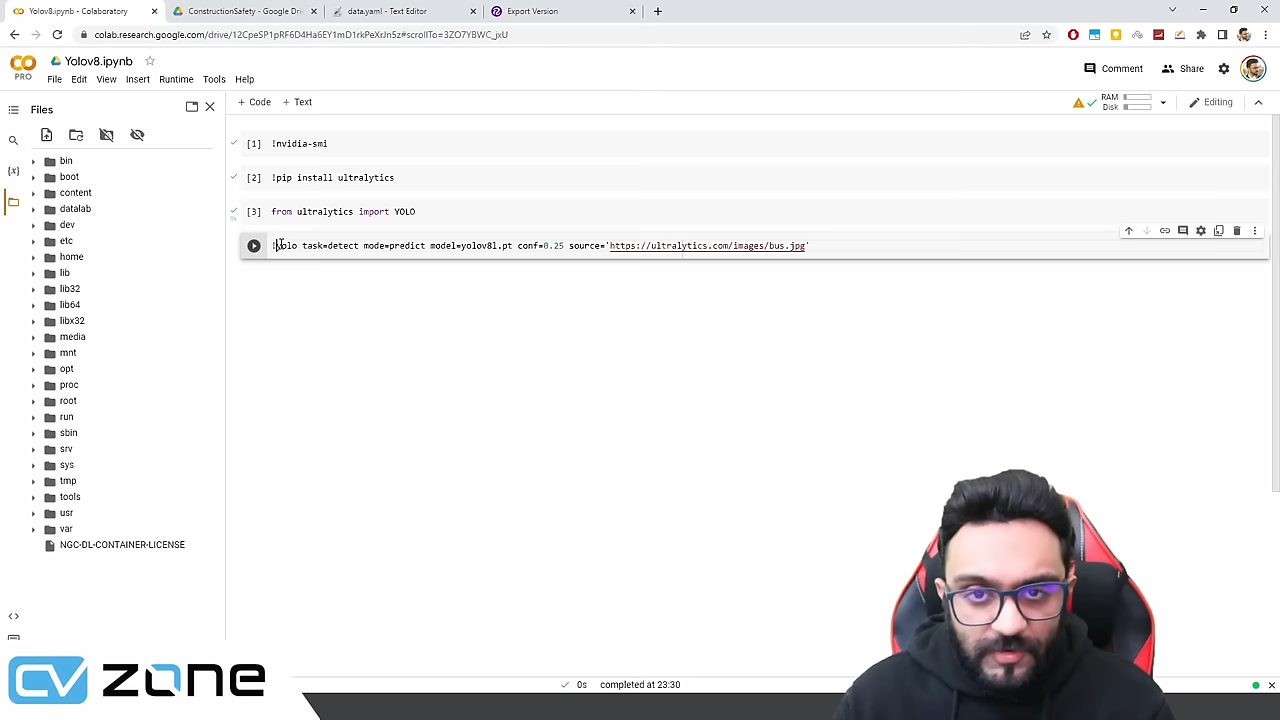 Yolov8.ipynb - Colaboratory
ConstructionSafety - Google Dri
data.yaml - Text Editor
Export Version
colab.research.google.com/drive/12CpeSP1pRF6D4Ha6EY1mD1rkPeXrJn5z#scrollTo=3ZO7YBWC_jxU
CO
PRO
Yolov8.ipynb
File Edit View Insert Runtime Tools Help
Comment
Share
Files
+ Code + Text
RAM
Disk
Editing
bin
boot
content
datalab
dev
etc
home
lib
lib32
lib64
libx32
media
mnt
opt
proc
root
run
sbin
srv
sys
tmp
tools
usr
var
NGC-DL-CONTAINER-LICENSE
[1] !nvidia-smi
[2] !pip install ultralytics
[3] from ultralytics import YOLO
0s
!yolo task=detect mode=predict model=yolov8l.pt conf=0.25 source='https://ultralytics.com/images/bus.jpg'
{x}
<>
0s completed at 23:30
CV ZONE